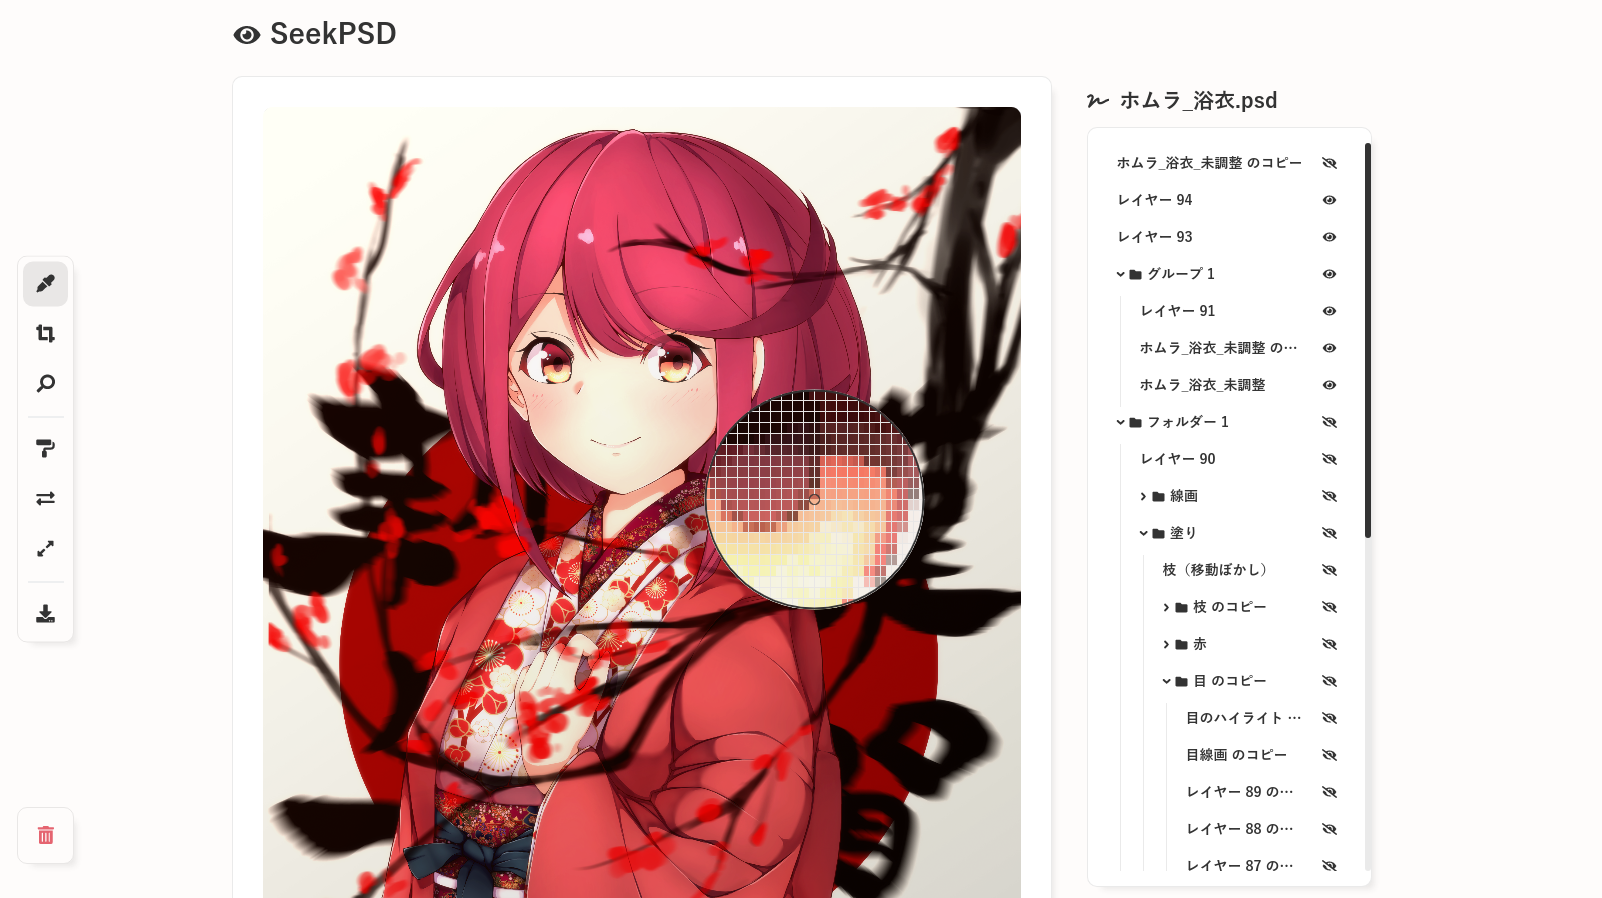 SeekPSD
ホムラ_浴衣.psd
ホムラ_浴衣_未調整 のコピー
レイヤー 94
レイヤー 93
グループ 1
レイヤー 91
ホムラ_浴衣_未調整 の…
ホムラ_浴衣_未調整
フォルダー 1
レイヤー 90
線画
塗り
枝（移動ぼかし）
枝 のコピー
赤
目 のコピー
目のハイライト …
目線画 のコピー
レイヤー 89 の…
レイヤー 88 の…
レイヤー 87 の…